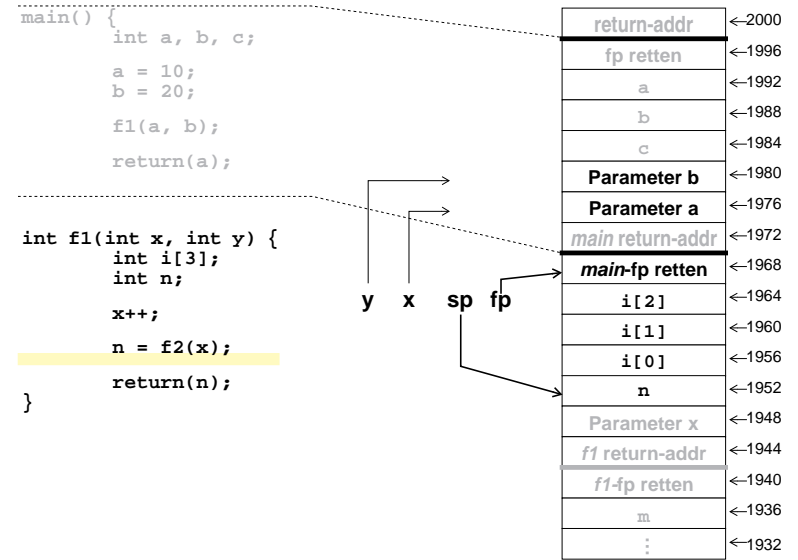 main() {
int a, b, c;
a = 10;
b = 20;
f1(a, b);
return(a);
int f1(int x, int y) {
int i[3];
int n;
x++;
n = f2(x);
return(n);
}
y x sp fp
return-addr 2000
fp retten 1996
a 1992
b 1988
c 1984
Parameter b 1980
Parameter a 1976
main return-addr 1972
main-fp retten 1968
i[2] 1964
i[1] 1960
i[0] 1956
n 1952
Parameter x 1948
f1 return-addr 1944
f1-fp retten 1940
m 1936
⋮ 1932